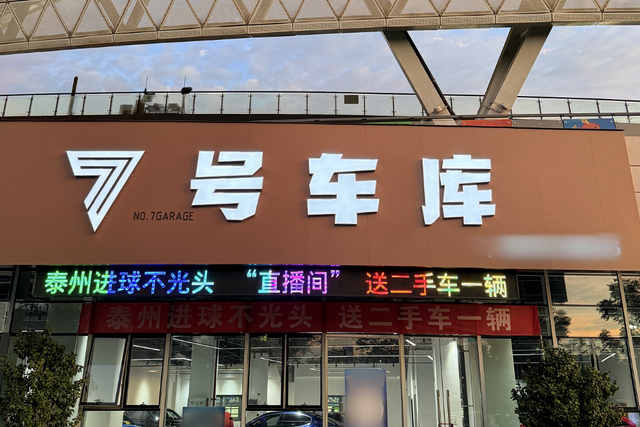 7号车库
NO.7GARAGE
泰州进球不光头 “直播间” 送二手车一辆
泰州进球不光头 送二手车一辆